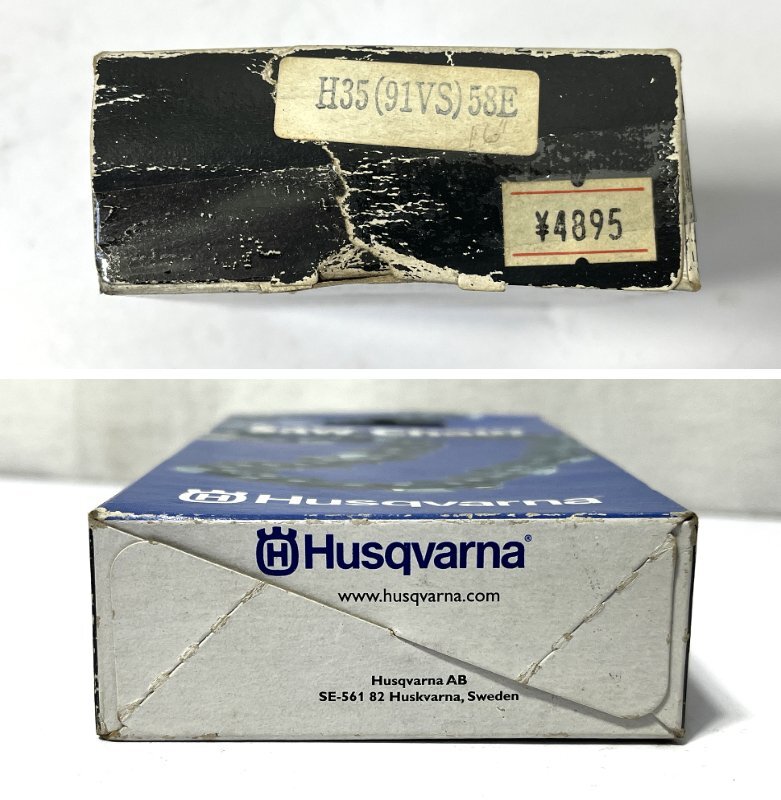 H35(91VS)58E
¥4895
Saw Chain
Husqvarna
Husqvarna®
www.husqvarna.com
Husqvarna AB
SE-561 82 Huskvarna, Sweden